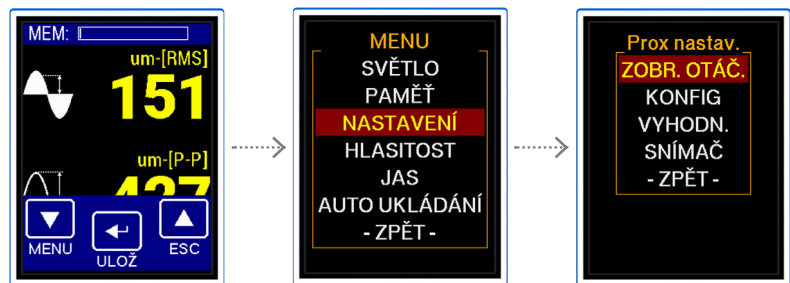 MEM:
um-[RMS]
151
um-[P-P]
427
MENU
ULOŽ
ESC
MENU
SVĚTLO
PAMĚŤ
NASTAVENÍ
HLASITOST
JAS
AUTO UKLÁDÁNÍ
- ZPĚT -
Prox nastav.
ZOBR. OTÁČ.
KONFIG
VYHODN.
SNÍMAČ
- ZPĚT -